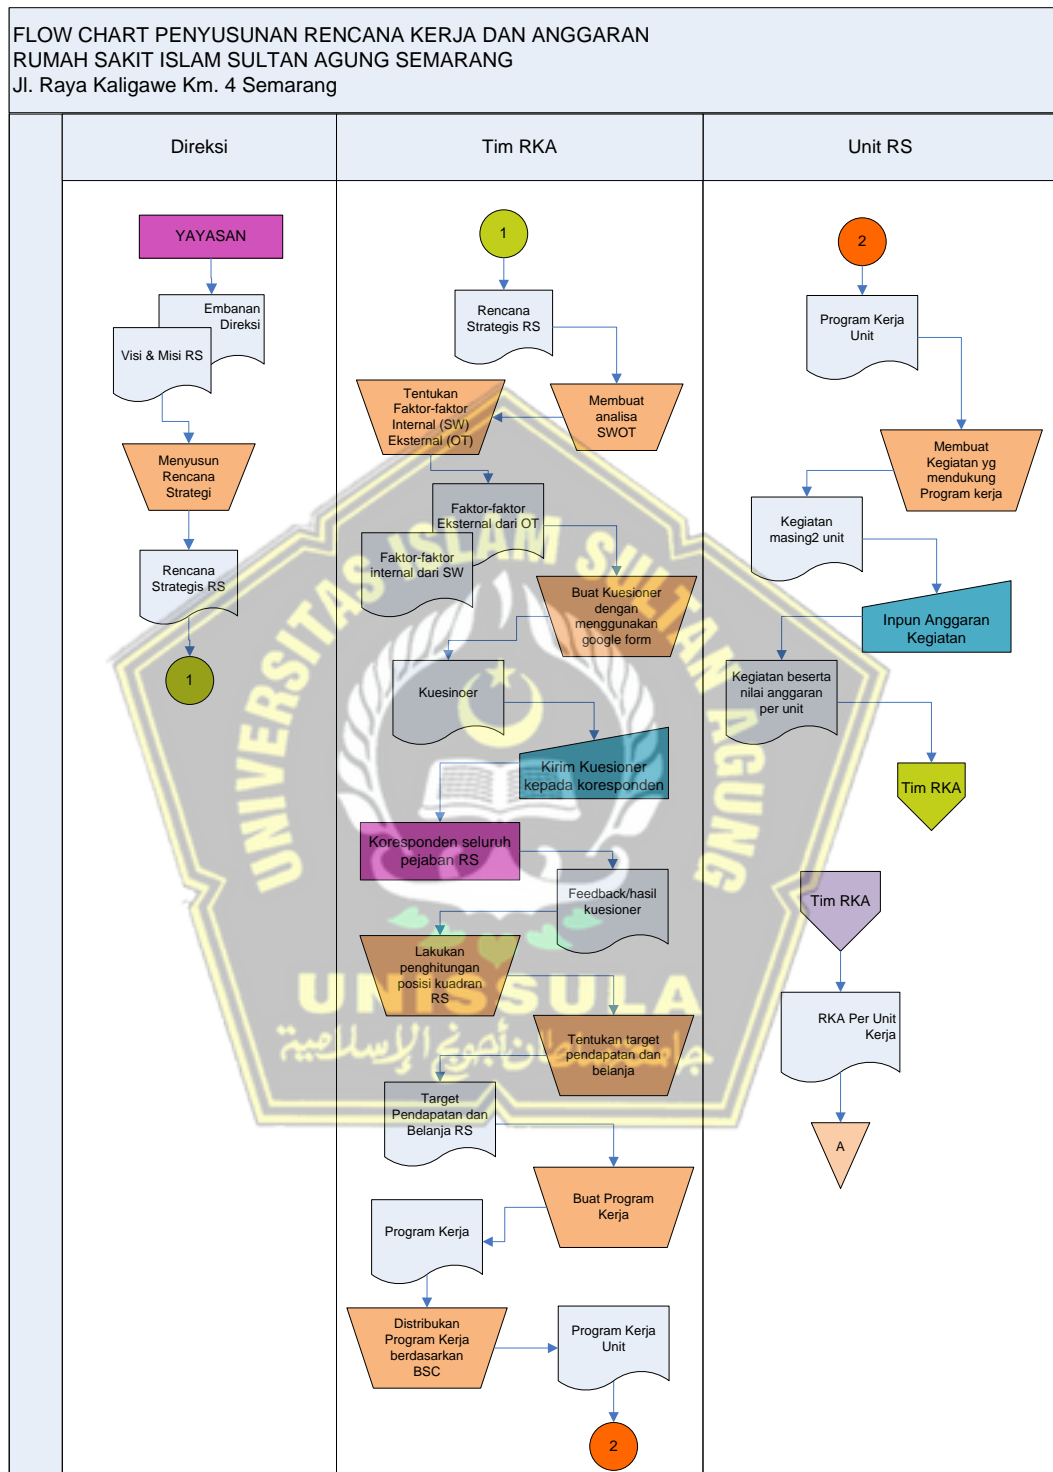 FLOW CHART PENYUSUNAN RENCANA KERJA DAN ANGGARAN
RUMAH SAKIT ISLAM SULTAN AGUNG SEMARANG
Jl. Raya Kaligawe Km. 4 Semarang
Direksi
Tim RKA
Unit RS
YAYASAN
Embanan
Direksi
Visi & Misi RS
Menyusun
Rencana
Strategi
Rencana
Strategis RS
1
1
Rencana
Strategis RS
Membuat
analisa
SWOT
Tentukan
Faktor-faktor
Internal (SW)
Eksternal (OT)
Faktor-faktor
Eksternal dari OT
Faktor-faktor
internal dari SW
Buat Kuesioner
dengan
menggunakan
google form
Kuesinoer
Kirim Kuesioner
kepada koresponden
Koresponden seluruh
pejaban RS
Feedback/hasil
kuesioner
Lakukan
penghitungan
posisi kuadran
RS
Tentukan target
pendapatan dan
belanja
Target
Pendapatan dan
Belanja RS
Buat Program
Kerja
Program Kerja
Distribukan
Program Kerja
berdasarkan
BSC
Program Kerja
Unit
2
2
Program Kerja
Unit
Membuat
Kegiatan yg
mendukung
Program kerja
Kegiatan
masing2 unit
Inpun Anggaran
Kegiatan
Kegiatan beserta
nilai anggaran
per unit
Tim RKA
Tim RKA
RKA Per Unit
Kerja
A
UNIVERSITAS ISLAM SULTAN AGUNG
UNISSULA
جامعة سلطان أجونج الإسلامية